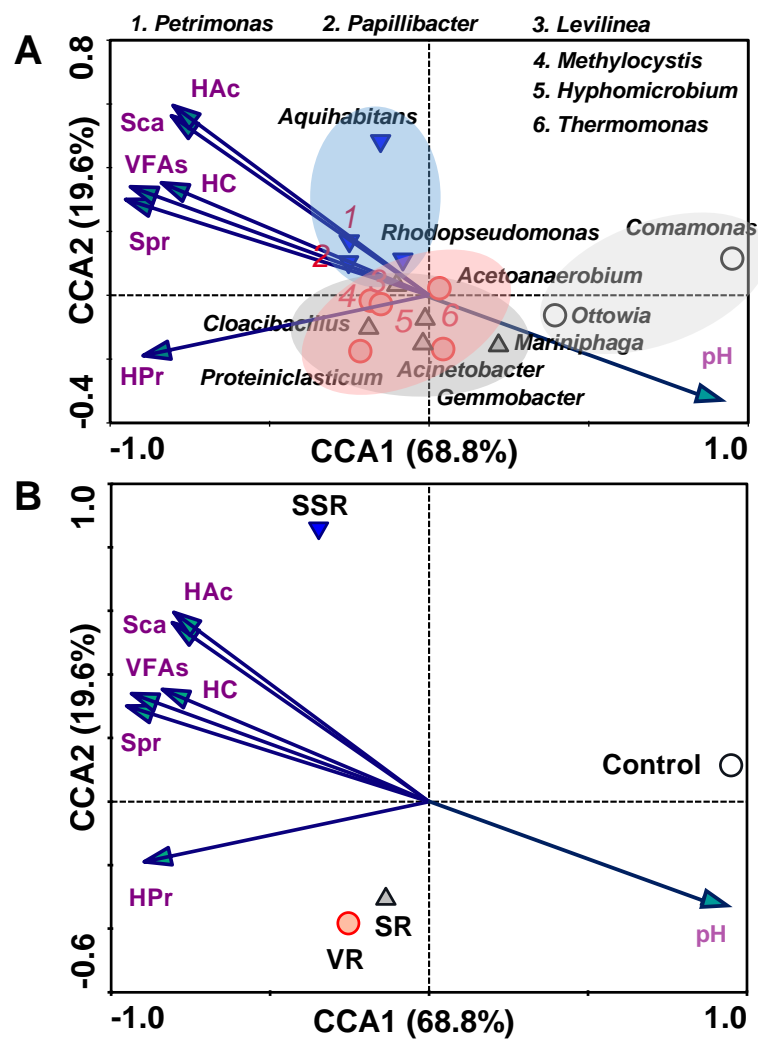 1. Petrimonas 2. Papillibacter 3. Levilinea
A
4. Methylocystis
5. Hyphomicrobium
6. Thermomonas
0.8
HAc
Sca
Aquihabitans
VFAs
HC
1
Spr
Rhodopseudomonas
Comamonas
2
3
Acetoanaerobium
4
5
6
Ottowia
Cloacibacillus
Mariniphaga
pH
HPr
Proteiniclasticum
Acinetobacter
Gemmobacter
CCA2 (19.6%)
-0.4
-1.0
CCA1 (68.8%)
1.0
B
1.0
SSR
HAc
Sca
VFAs
HC
Spr
Control
CCA2 (19.6%)
HPr
SR
VR
pH
-0.6
-1.0
CCA1 (68.8%)
1.0